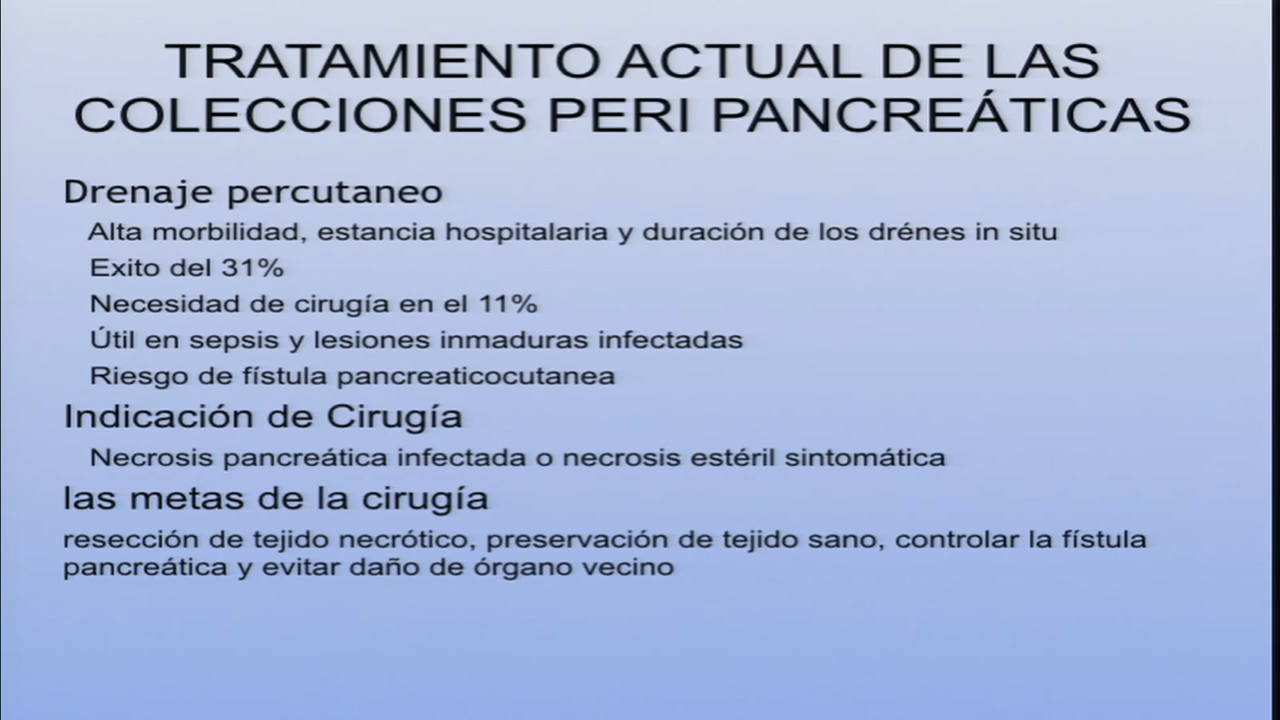 TRATAMIENTO ACTUAL DE LAS
COLECCIONES PERI PANCREÁTICAS
Drenaje percutaneo
Alta morbilidad, estancia hospitalaria y duración de los drénes in situ
Exito del 31%
Necesidad de cirugía en el 11%
Útil en sepsis y lesiones inmaduras infectadas
Riesgo de fístula pancreaticocutanea
Indicación de Cirugía
Necrosis pancreática infectada o necrosis estéril sintomática
las metas de la cirugía
resección de tejido necrótico, preservación de tejido sano, controlar la fístula
pancreática y evitar daño de órgano vecino